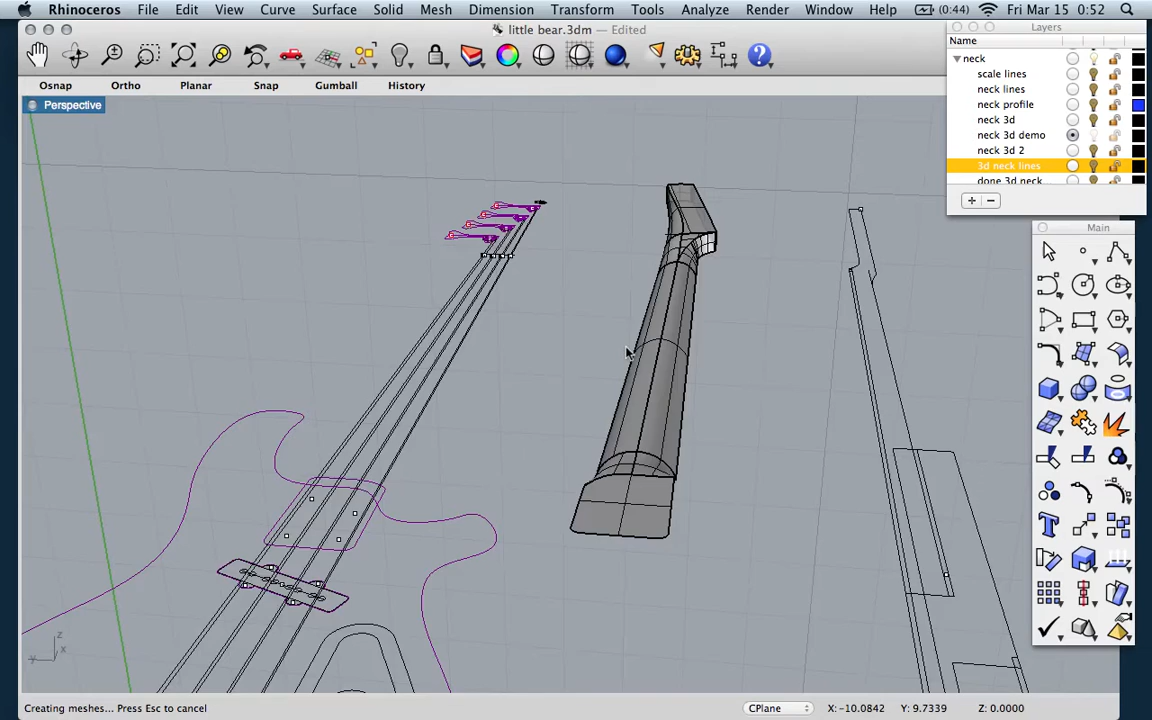 Rhinoceros File Edit View Curve Surface Solid Mesh Dimension Transform Tools Analyze Render Window Help (0:44) Fri Mar 15 0:52
little bear.3dm — Edited
Layers
Name
neck
scale lines
neck lines
neck profile
neck 3d
neck 3d demo
neck 3d 2
3d neck lines
done 3d neck
Osnap Ortho Planar Snap Gumball History
Perspective
Main
z
y x
Creating meshes... Press Esc to cancel CPlane X: -10.0842 Y: 9.7339 Z: 0.0000